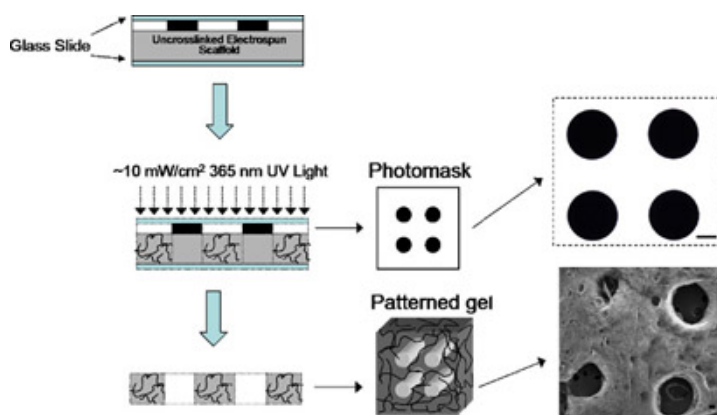 Glass Slide
Uncrosslinked Electrospun
Scaffold
~10 mW/cm² 365 nm UV Light
Photomask
Patterned gel